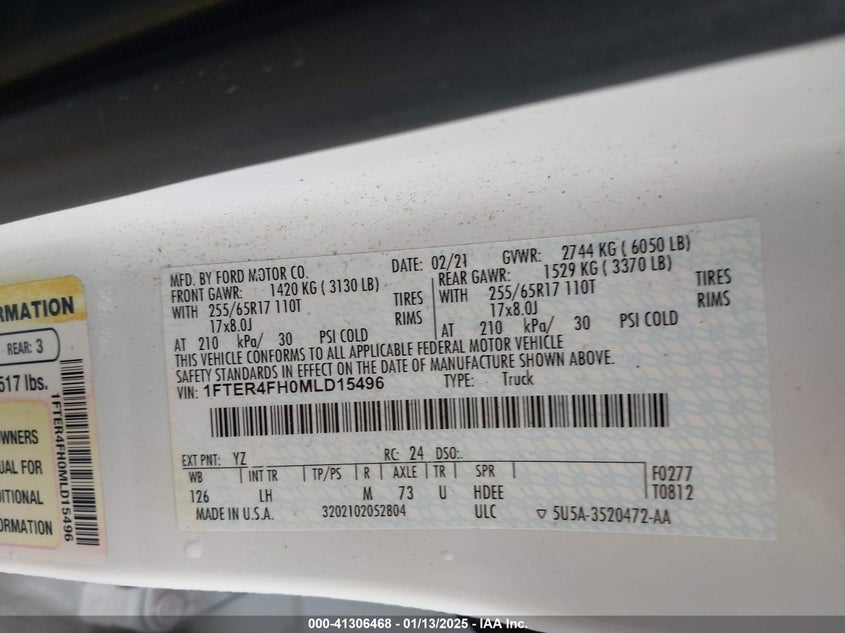 RMATION
REAR: 3
517 lbs.
WNERS
UAL FOR
DITIONAL
FORMATION
1FTER4FH0MLD15496
MFD. BY FORD MOTOR CO. DATE: 02/21 GVWR: 2744 KG ( 6050 LB)
FRONT GAWR: 1420 KG ( 3130 LB) REAR GAWR: 1529 KG ( 3370 LB)
WITH 255/65R17 110T TIRES WITH 255/65R17 110T TIRES
17x8.0J RIMS 17x8.0J RIMS
AT 210 kPa/ 30 PSI COLD AT 210 kPa/ 30 PSI COLD
THIS VEHICLE CONFORMS TO ALL APPLICABLE FEDERAL MOTOR VEHICLE
SAFETY STANDARDS IN EFFECT ON THE DATE OF MANUFACTURE SHOWN ABOVE.
VIN: 1FTER4FH0MLD15496 TYPE: Truck
EXT PNT: YZ RC: 24 DSO:
WB INT TR TP/PS R AXLE TR SPR F0277
126 LH M 73 U HDEE T0812
MADE IN U.S.A. 3202102052804 ULC ▽ 5U5A-3520472-AA
000-41306468 - 01/13/2025 - IAA Inc.